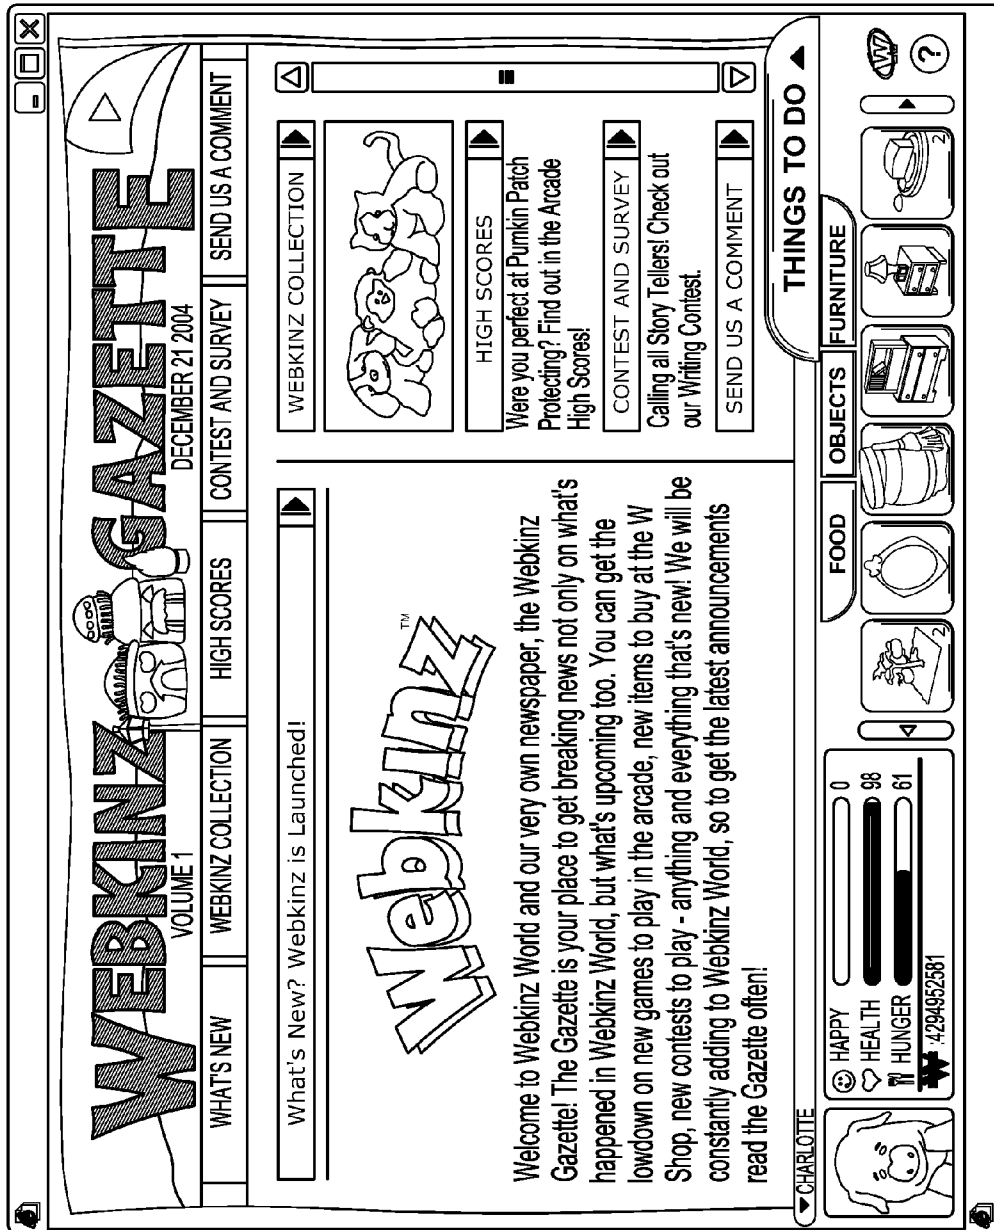 WEBKINZ GAZETTE
VOLUME 1
DECEMBER 21 2004
WHAT'S NEW
WEBKINZ COLLECTION
HIGH SCORES
CONTEST AND SURVEY
SEND US A COMMENT
What's New? Webkinz is Launched!
Webkinz™
Welcome to Webkinz World and our very own newspaper, the Webkinz
Gazette! The Gazette is your place to get breaking news not only on what's
happened in Webkinz World, but what's upcoming too. You can get the
lowdown on new games to play in the arcade, new items to buy at the W
Shop, new contests to play - anything and everything that's new! We will be
constantly adding to Webkinz World, so to get the latest announcements
read the Gazette often!
WEBKINZ COLLECTION
HIGH SCORES
Were you perfect at Pumkin Patch
Protecting? Find out in the Arcade
High Scores!
CONTEST AND SURVEY
Calling all Story Tellers! Check out
our Writing Contest.
SEND US A COMMENT
THINGS TO DO
CHARLOTTE
HAPPY 0
HEALTH 98
HUNGER 61
W :4294952581
FOOD
OBJECTS
FURNITURE
2
2
W
?